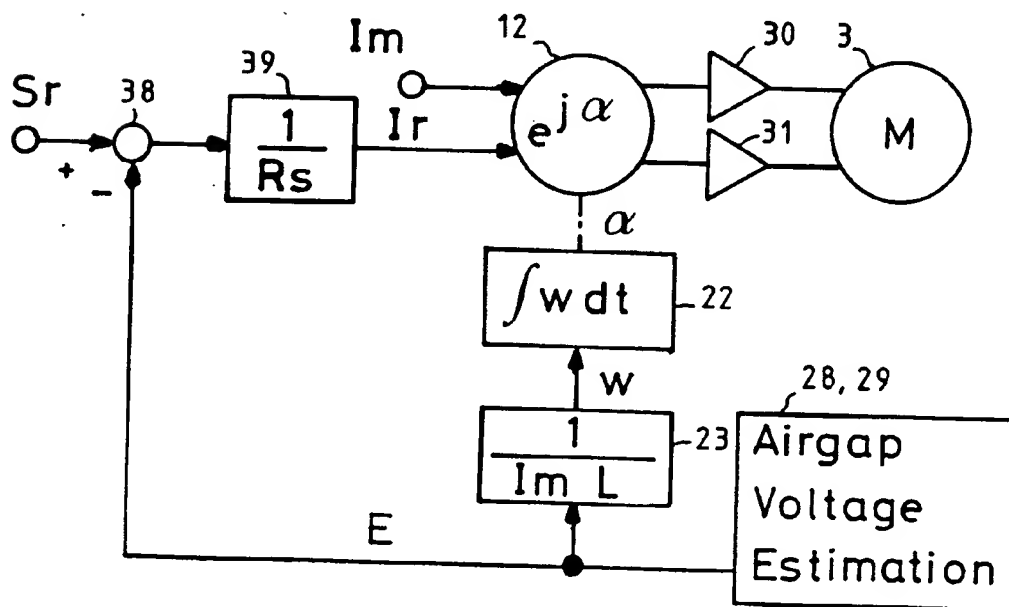 12
30
3
Im
39
38
Sr
1
Rs
Ir
e^jα
31
M
+
-
α
∫w dt
22
w
28, 29
1
Im L
23
Airgap
Voltage
Estimation
E